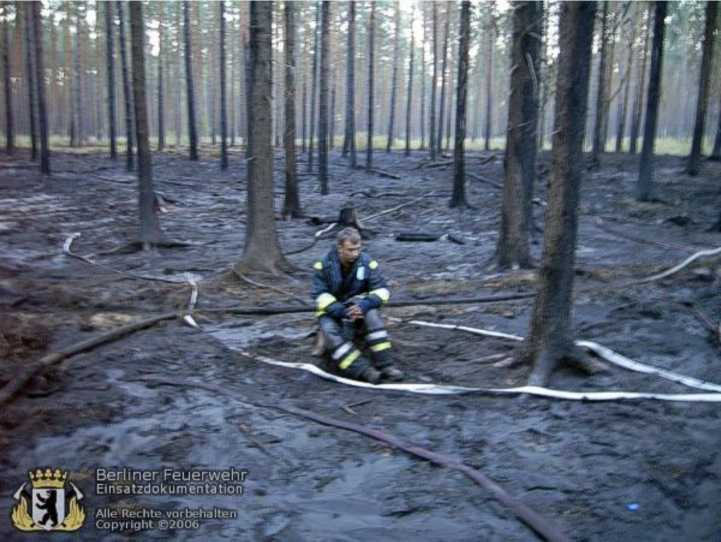 Berliner Feuerwehr
Einsatzdokumentation
Alle Rechte vorbehalten
Copyright ©2006